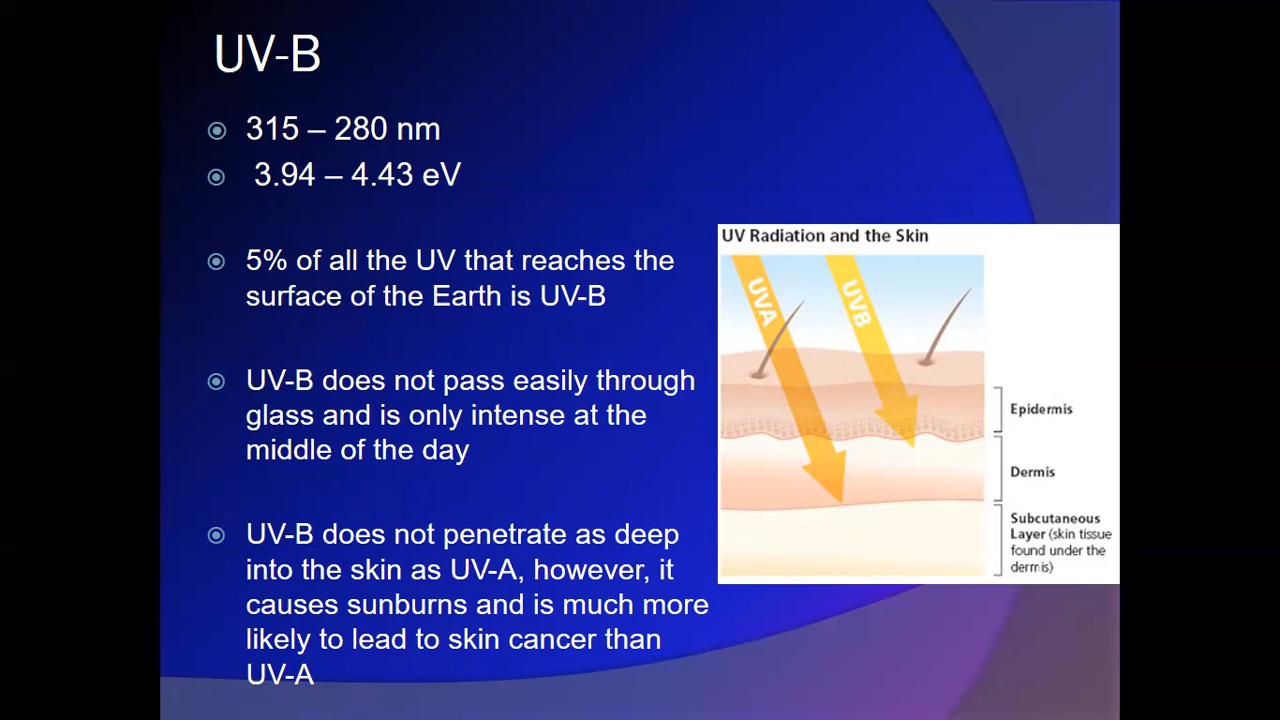 UV-B
315 – 280 nm
3.94 – 4.43 eV
5% of all the UV that reaches the
surface of the Earth is UV-B
UV-B does not pass easily through
glass and is only intense at the
middle of the day
UV-B does not penetrate as deep
into the skin as UV-A, however, it
causes sunburns and is much more
likely to lead to skin cancer than
UV-A
UV Radiation and the Skin
UVA
UVB
Epidermis
Dermis
Subcutaneous
Layer (skin tissue
found under the
dermis)